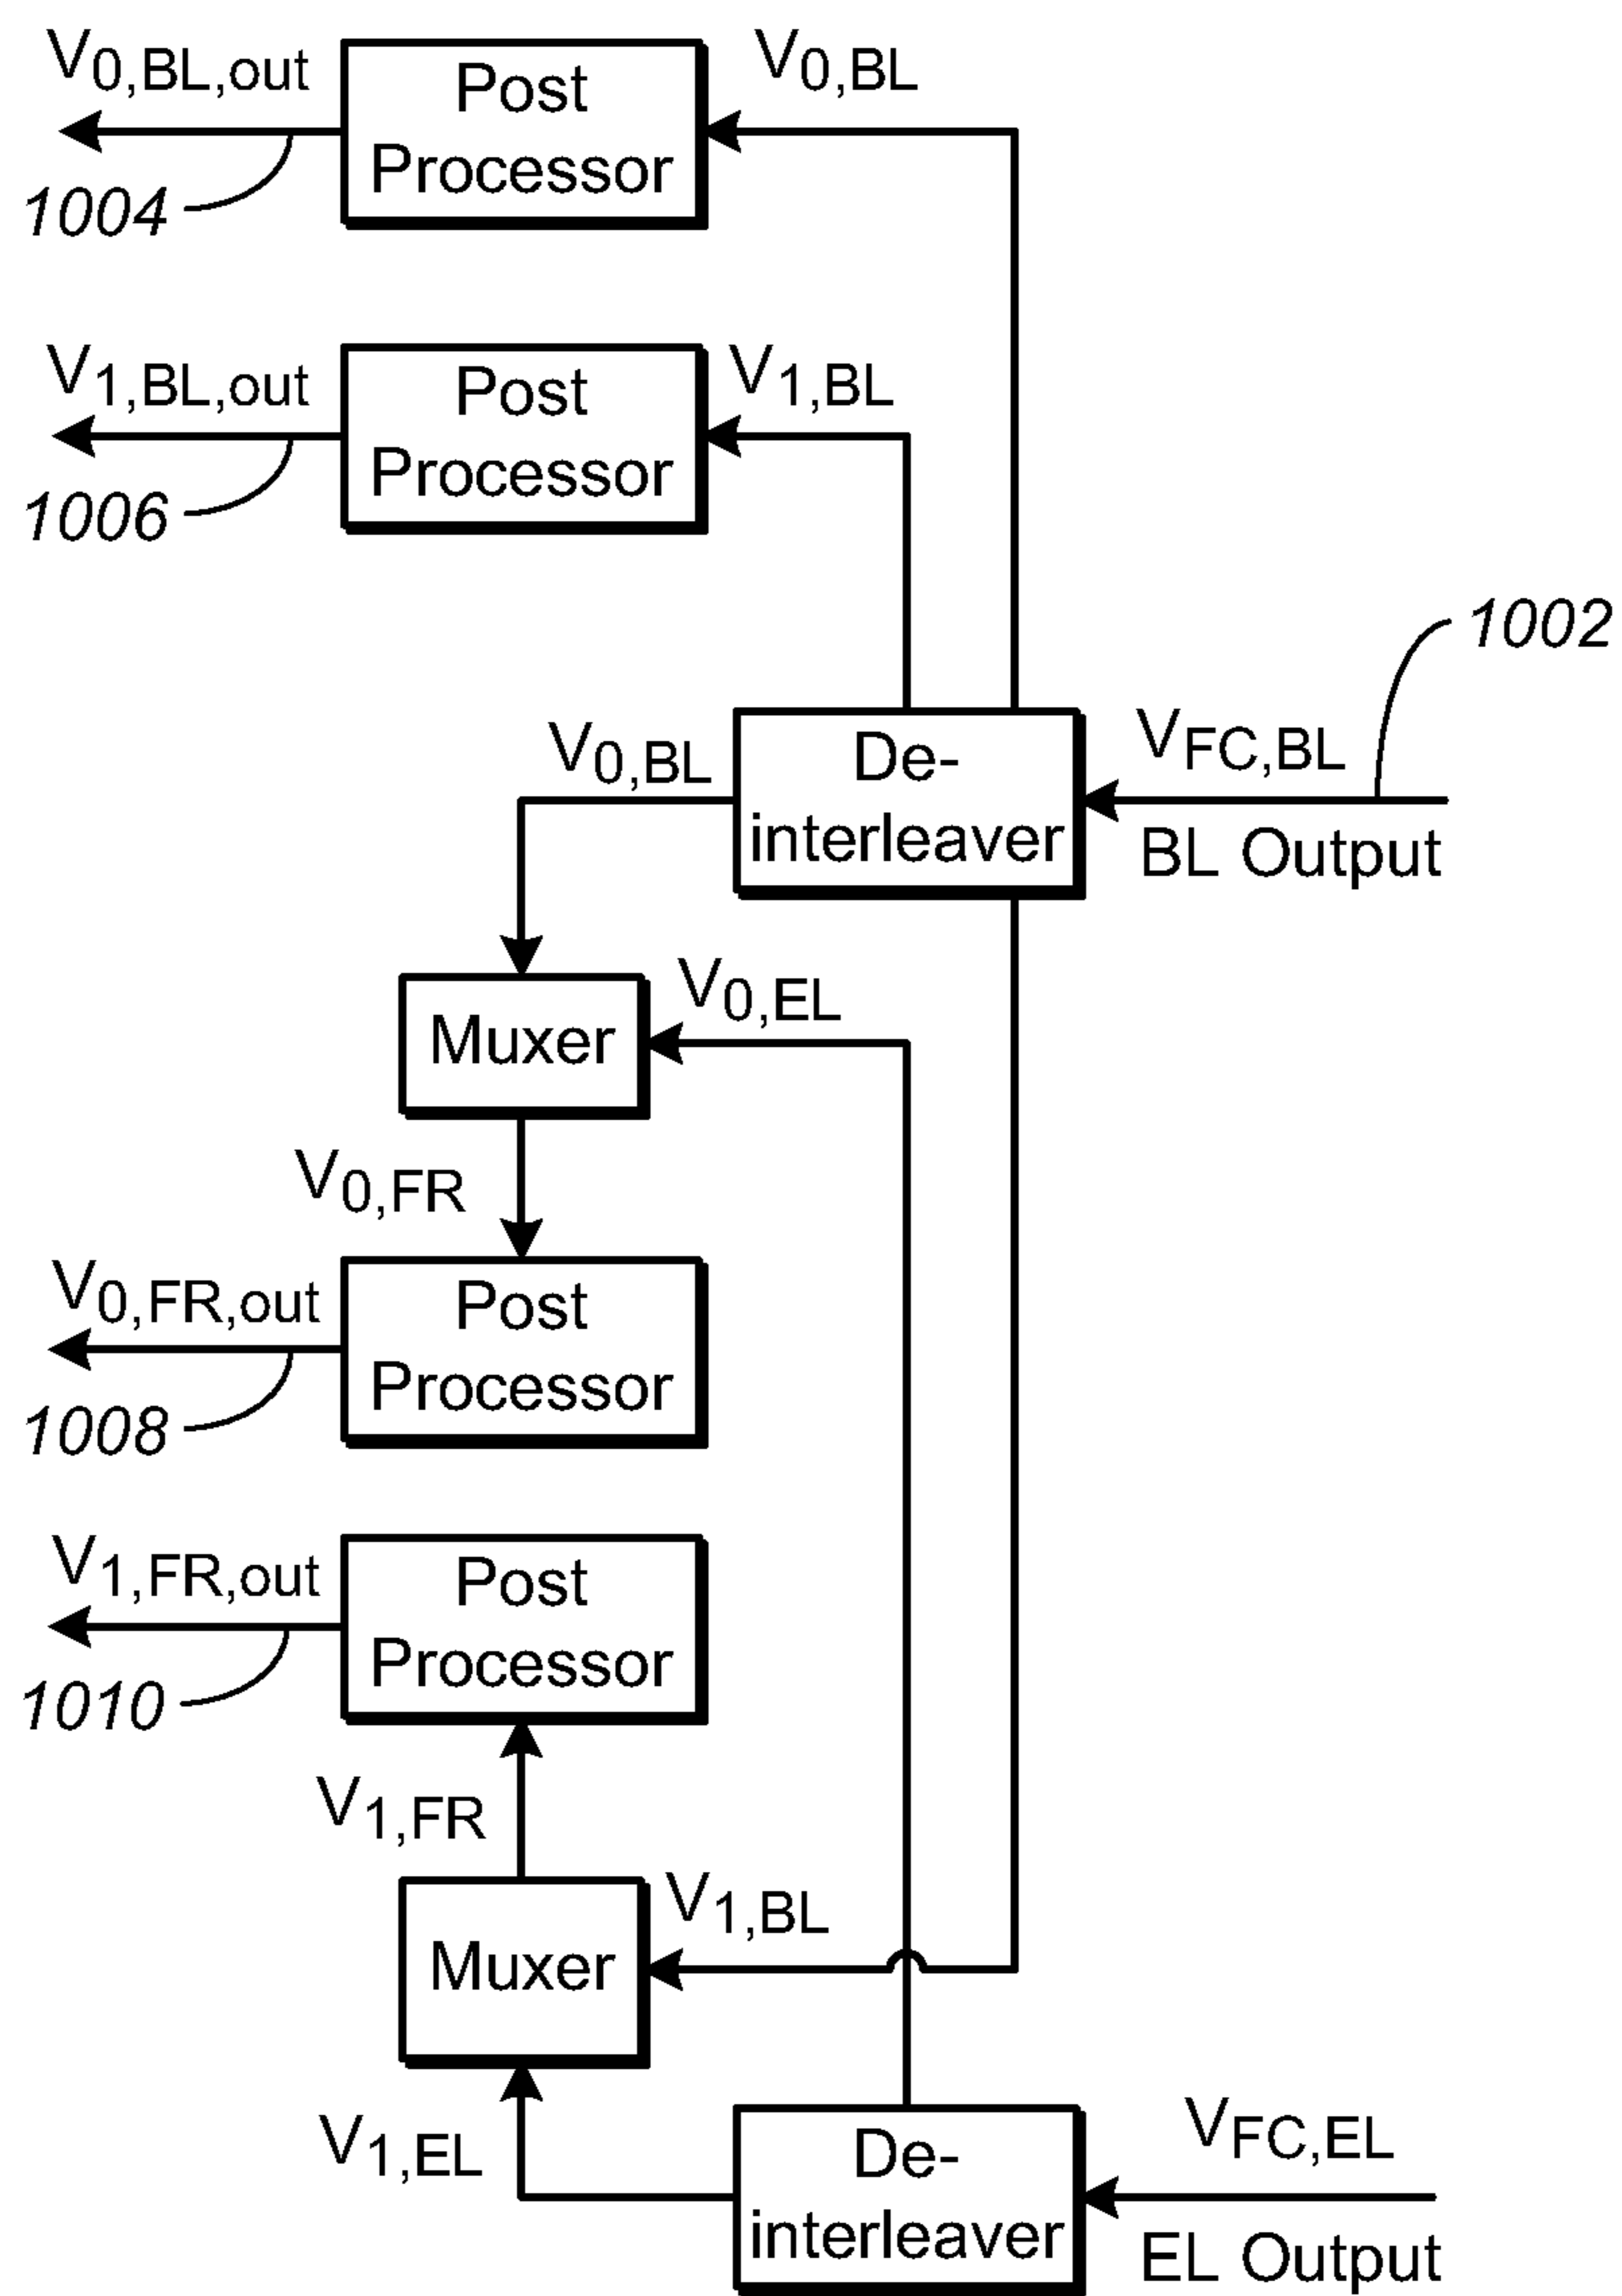 V0,BL,out
Post
Processor
V0,BL
1004
V1,BL,out
Post
Processor
V1,BL
1006
1002
V0,BL
De-
interleaver
VFC,BL
BL Output
Muxer
V0,EL
V0,FR
V0,FR,out
Post
Processor
1008
V1,FR,out
Post
Processor
1010
V1,FR
Muxer
V1,BL
V1,EL
De-
interleaver
VFC,EL
EL Output